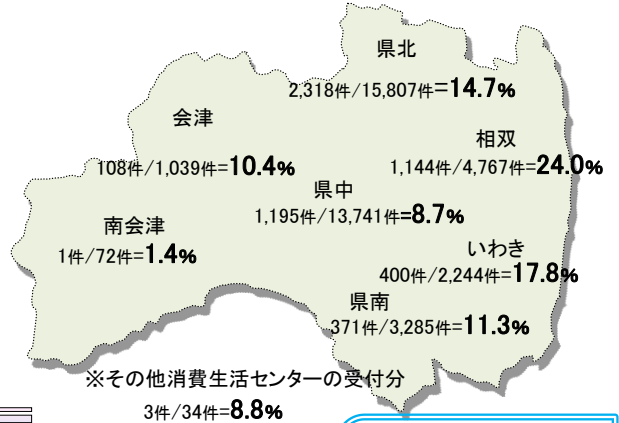 県北
2,318件/15,807件=14.7%
会津
108件/1,039件=10.4%
相双
1,144件/4,767件=24.0%
県中
1,195件/13,741件=8.7%
南会津
1件/72件=1.4%
いわき
400件/2,244件=17.8%
県南
371件/3,285件=11.3%
※その他消費生活センターの受付分
3件/34件=8.8%